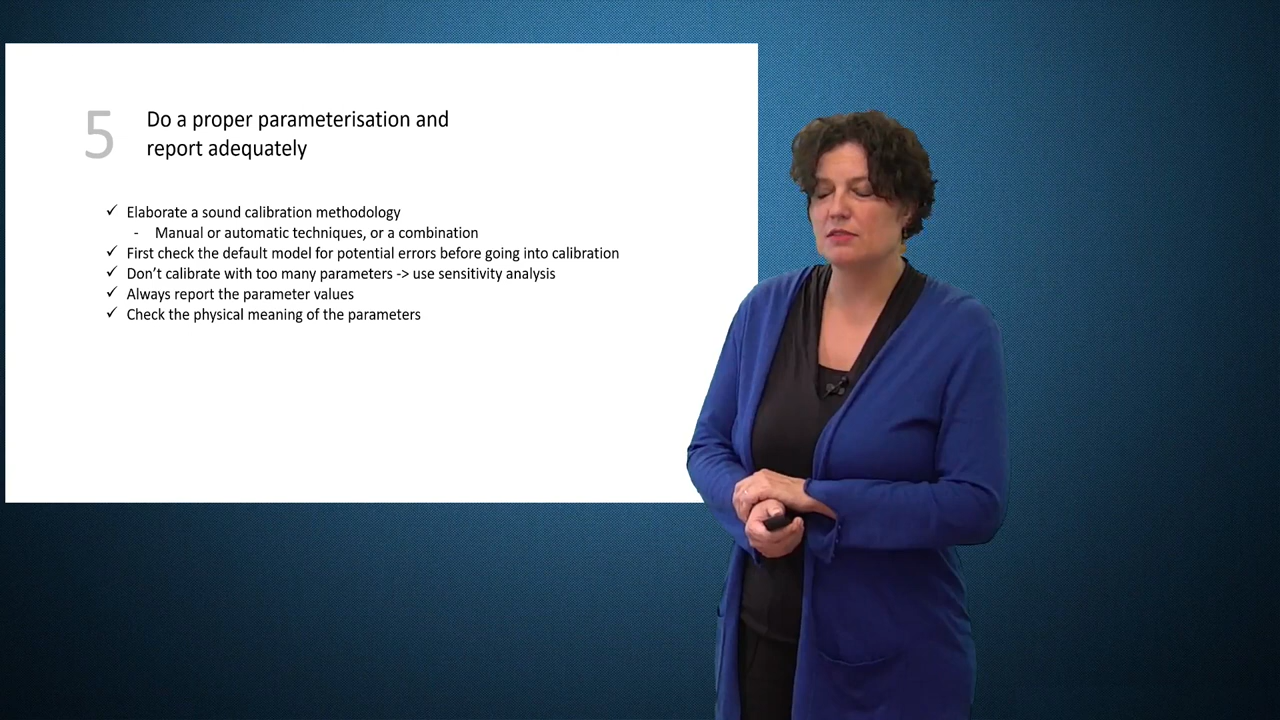 5
Do a proper parameterisation and
report adequately
✓ Elaborate a sound calibration methodology
- Manual or automatic techniques, or a combination
✓ First check the default model for potential errors before going into calibration
✓ Don’t calibrate with too many parameters -> use sensitivity analysis
✓ Always report the parameter values
✓ Check the physical meaning of the parameters